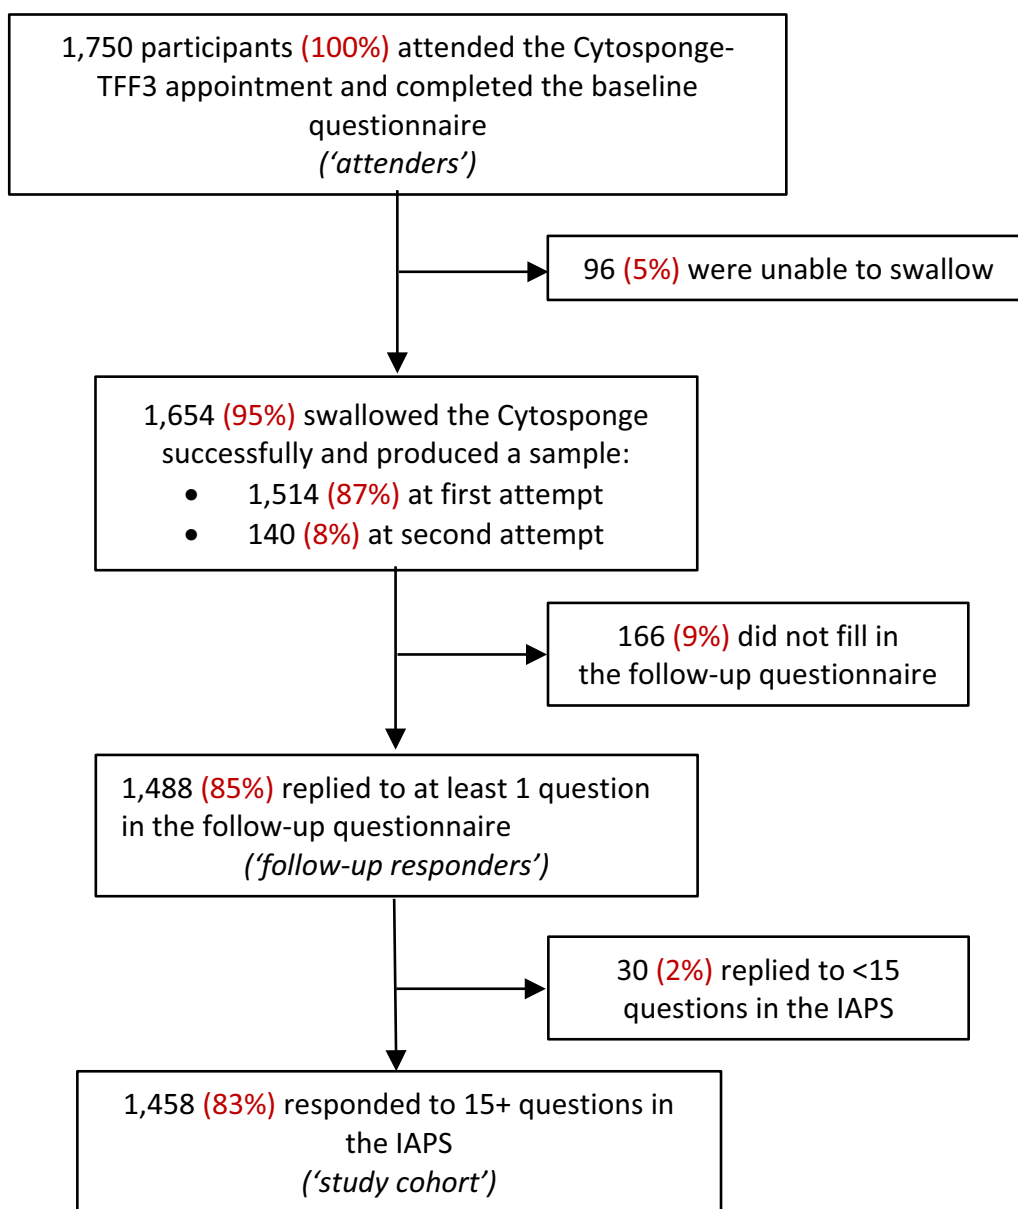 1,750 participants (100%) attended the Cytosponge-
TFF3 appointment and completed the baseline
questionnaire
(‘attenders’)
96 (5%) were unable to swallow
1,654 (95%) swallowed the Cytosponge
successfully and produced a sample:
• 1,514 (87%) at first attempt
• 140 (8%) at second attempt
166 (9%) did not fill in
the follow-up questionnaire
1,488 (85%) replied to at least 1 question
in the follow-up questionnaire
(‘follow-up responders’)
30 (2%) replied to <15
questions in the IAPS
1,458 (83%) responded to 15+ questions in
the IAPS
(‘study cohort’)